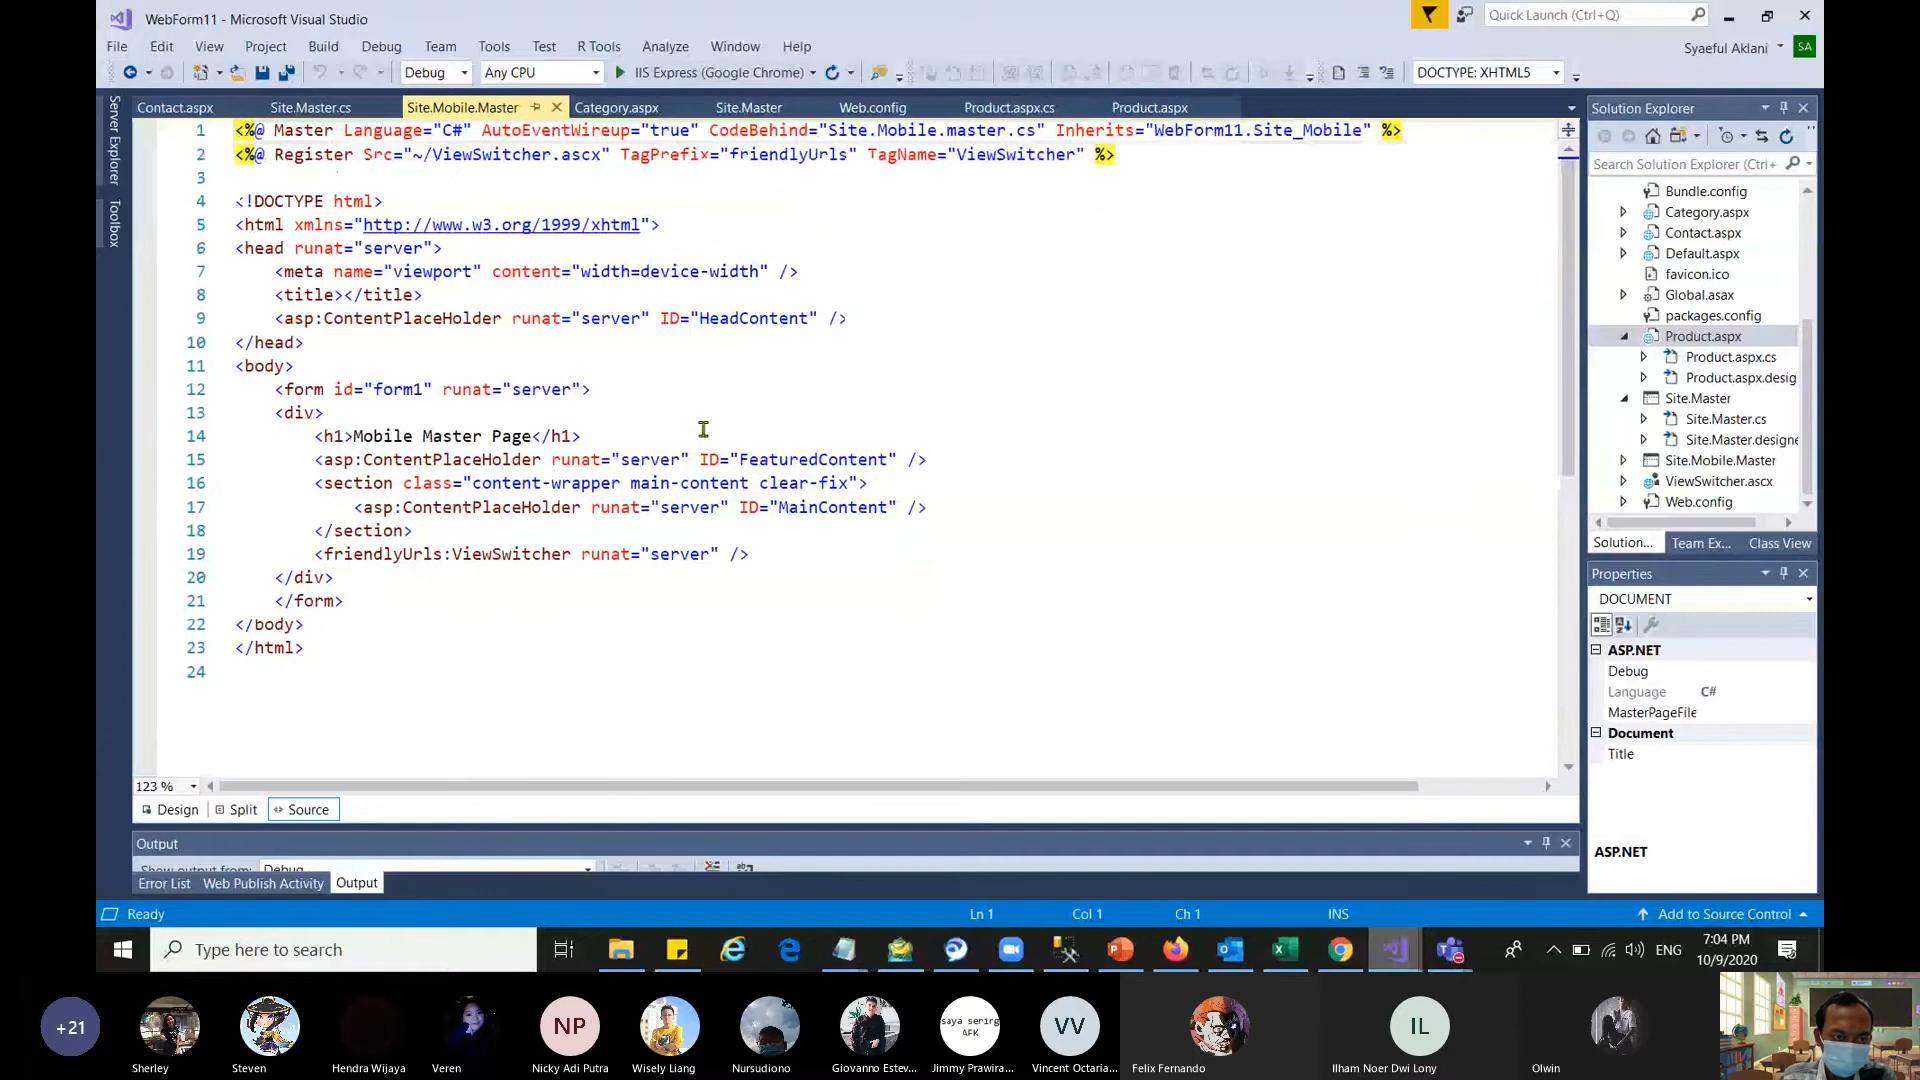 WebForm11 - Microsoft Visual Studio
Quick Launch (Ctrl+Q)
File Edit View Project Build Debug Team Tools Test R Tools Analyze Window Help
Syaeful Aklani SA
Debug Any CPU IIS Express (Google Chrome) DOCTYPE: XHTML5
Server Explorer
Toolbox
Contact.aspx Site.Master.cs Site.Mobile.Master Category.aspx Site.Master Web.config Product.aspx.cs Product.aspx
1 <%@ Master Language="C#" AutoEventWireup="true" CodeBehind="Site.Mobile.master.cs" Inherits="WebForm11.Site_Mobile" %>
2 <%@ Register Src="~/ViewSwitcher.ascx" TagPrefix="friendlyUrls" TagName="ViewSwitcher" %>
3
4 <!DOCTYPE html>
5 <html xmlns="http://www.w3.org/1999/xhtml">
6 <head runat="server">
7 <meta name="viewport" content="width=device-width" />
8 <title></title>
9 <asp:ContentPlaceHolder runat="server" ID="HeadContent" />
10 </head>
11 <body>
12 <form id="form1" runat="server">
13 <div>
14 <h1>Mobile Master Page</h1>
15 <asp:ContentPlaceHolder runat="server" ID="FeaturedContent" />
16 <section class="content-wrapper main-content clear-fix">
17 <asp:ContentPlaceHolder runat="server" ID="MainContent" />
18 </section>
19 <friendlyUrls:ViewSwitcher runat="server" />
20 </div>
21 </form>
22 </body>
23 </html>
24
123 %
Design Split Source
Output
Show output from: Debug
Error List Web Publish Activity Output
Solution Explorer
Search Solution Explorer (Ctrl+
Bundle.config
Category.aspx
Contact.aspx
Default.aspx
favicon.ico
Global.asax
packages.config
Product.aspx
Product.aspx.cs
Product.aspx.desig
Site.Master
Site.Master.cs
Site.Master.designe
Site.Mobile.Master
ViewSwitcher.ascx
Web.config
Solution... Team Ex... Class View
Properties
DOCUMENT
ASP.NET
Debug
Language C#
MasterPageFile
Document
Title
ASP.NET
Ready Ln 1 Col 1 Ch 1 INS Add to Source Control
Type here to search
ENG
7:04 PM
10/9/2020
+21
NP
saya sering
AFK
VV
IL
Sherley Steven Hendra Wijaya Veren Nicky Adi Putra Wisely Liang Nursudiono Giovanno Estev... Jimmy Prawira... Vincent Octaria... Felix Fernando Ilham Noer Dwi Lony Olwin